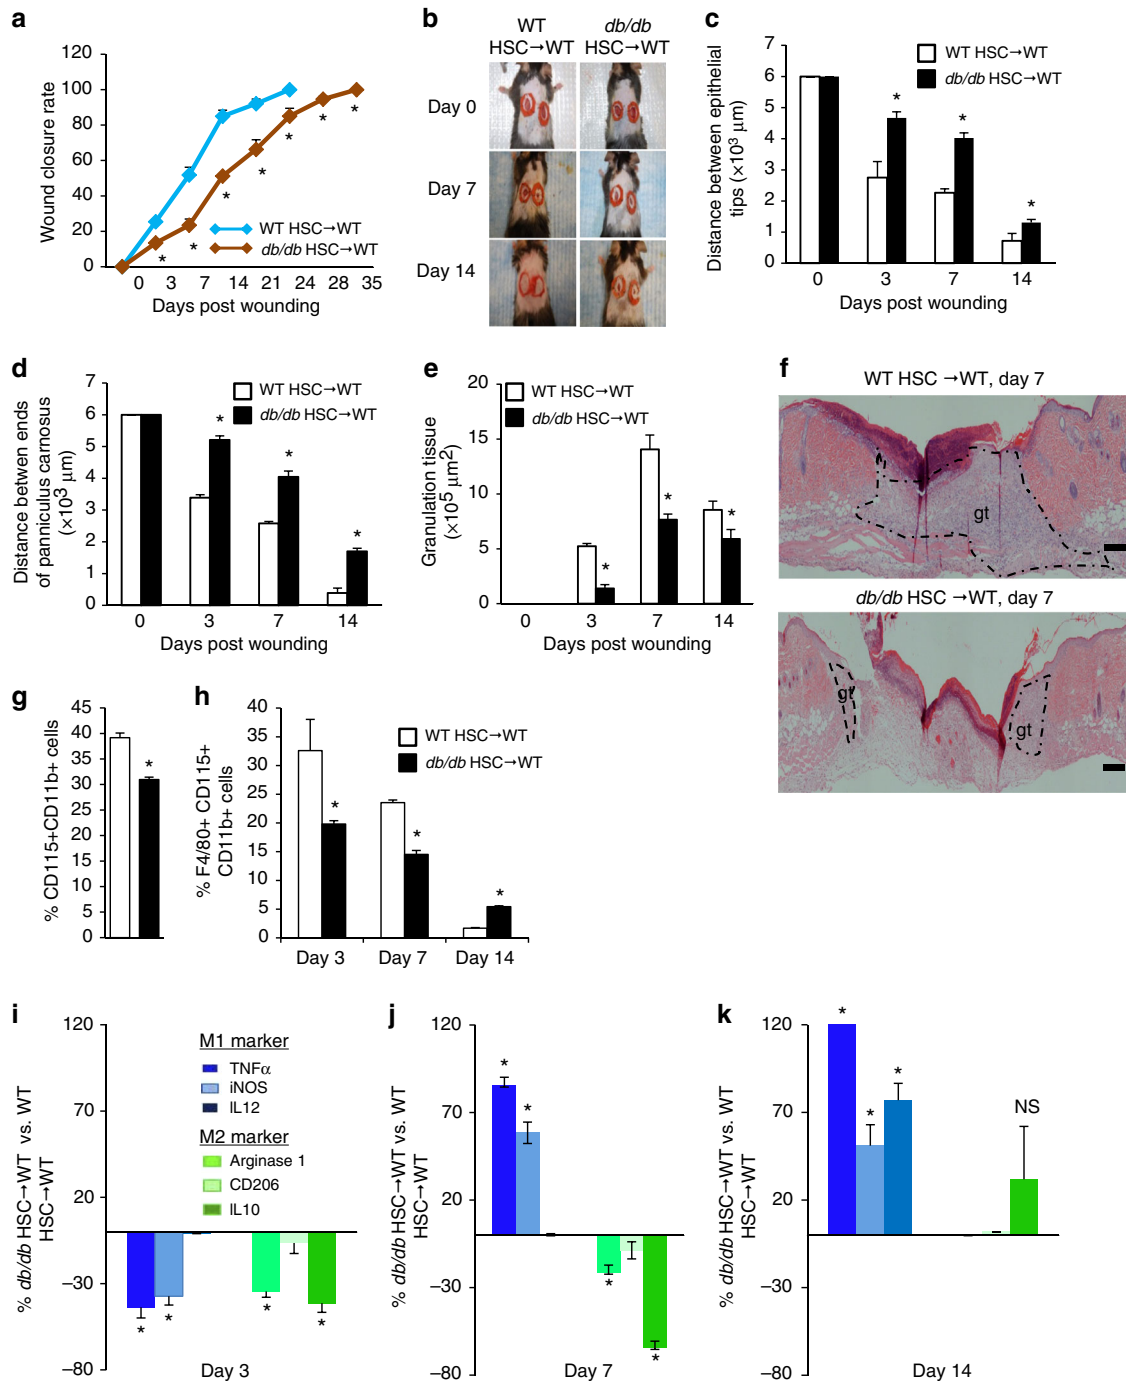 a
120
100
80
60
40
20
0
Wound closure rate
WT HSC→WT
db/db HSC→WT
* * * * * * *
0 3 7 14 21 24 28 35
Days post wounding
b
WT
HSC→WT
db/db
HSC→WT
Day 0
Day 7
Day 14
c
7
6
5
4
3
2
1
0
Distance between epithelial
tips (×10³ μm)
WT HSC→WT
db/db HSC→WT
* * *
0 3 7 14
Days post wounding
d
7
6
5
4
3
2
1
0
Distance betwen ends
of panniculus carnosus
(×10³ μm)
WT HSC→WT
db/db HSC→WT
* * *
0 3 7 14
Days post wounding
e
20
15
10
5
0
Granulation tissue
(×10⁵ μm²)
WT HSC→WT
db/db HSC→WT
* * *
0 3 7 14
Days post wounding
f
WT HSC →WT, day 7
gt
db/db HSC →WT, day 7
gt
gt
g
45
40
35
30
25
20
15
10
5
0
% CD115+CD11b+ cells
*
h
40
35
30
25
20
15
10
5
0
% F4/80+ CD115+
CD11b+ cells
WT HSC→WT
db/db HSC→WT
* * *
Day 3 Day 7 Day 14
i
120
70
20
−30
−80
% db/db HSC→WT vs. WT
HSC→WT
M1 marker
TNFα
iNOS
IL12
M2 marker
Arginase 1
CD206
IL10
* * * *
Day 3
j
120
70
20
−30
−80
% db/db HSC→WT vs. WT
HSC→WT
* * * *
Day 7
k
120
70
20
−30
−80
% db/db HSC→WT vs. WT
HSC→WT
* * *
NS
Day 14